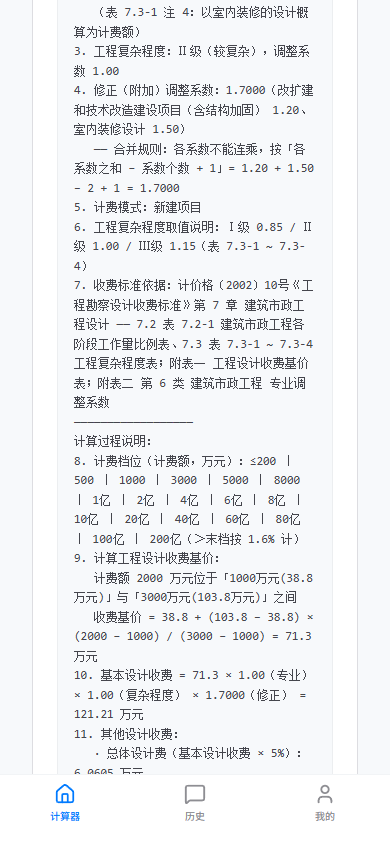 （表 7.3-1 注 4：以室内装修的设计概
算为计费额）
3. 工程复杂程度：Ⅱ级（较复杂），调整系
数 1.00
4. 修正（附加）调整系数：1.7000（改扩建
和技术改造建设项目（含结构加固） 1.20、
室内装修设计 1.50）
—— 合并规则：各系数不能连乘，按「各
系数之和 − 系数个数 + 1」= 1.20 + 1.50
− 2 + 1 = 1.7000
5. 计费模式：新建项目
6. 工程复杂程度取值说明：Ⅰ级 0.85 / Ⅱ
级 1.00 / Ⅲ级 1.15（表 7.3-1 ~ 7.3-
4）
7. 收费标准依据：计价格（2002）10号《工
程勘察设计收费标准》第 7 章 建筑市政工
程设计 —— 7.2 表 7.2-1 建筑市政工程各
阶段工作量比例表、7.3 表 7.3-1 ~ 7.3-4
工程复杂程度表；附表一 工程设计收费基价
表；附表二 第 6 类 建筑市政工程 专业调
整系数
————————————————
计算过程说明：
8. 计费档位（计费额，万元）：≤200 |
500 | 1000 | 3000 | 5000 | 8000
| 1亿 | 2亿 | 4亿 | 6亿 | 8亿 |
10亿 | 20亿 | 40亿 | 60亿 | 80亿
| 100亿 | 200亿（＞末档按 1.6% 计）
9. 计算工程设计收费基价：
计费额 2000 万元位于「1000万元(38.8
万元)」与「3000万元(103.8万元)」之间
收费基价 = 38.8 + (103.8 − 38.8) ×
(2000 − 1000) / (3000 − 1000) = 71.3
万元
10. 基本设计收费 = 71.3 × 1.00（专业）
× 1.00（复杂程度） × 1.7000（修正） =
121.21 万元
11. 其他设计收费：
· 总体设计费（基本设计收费 × 5%）：
6.0605 万元
计算器
历史
我的